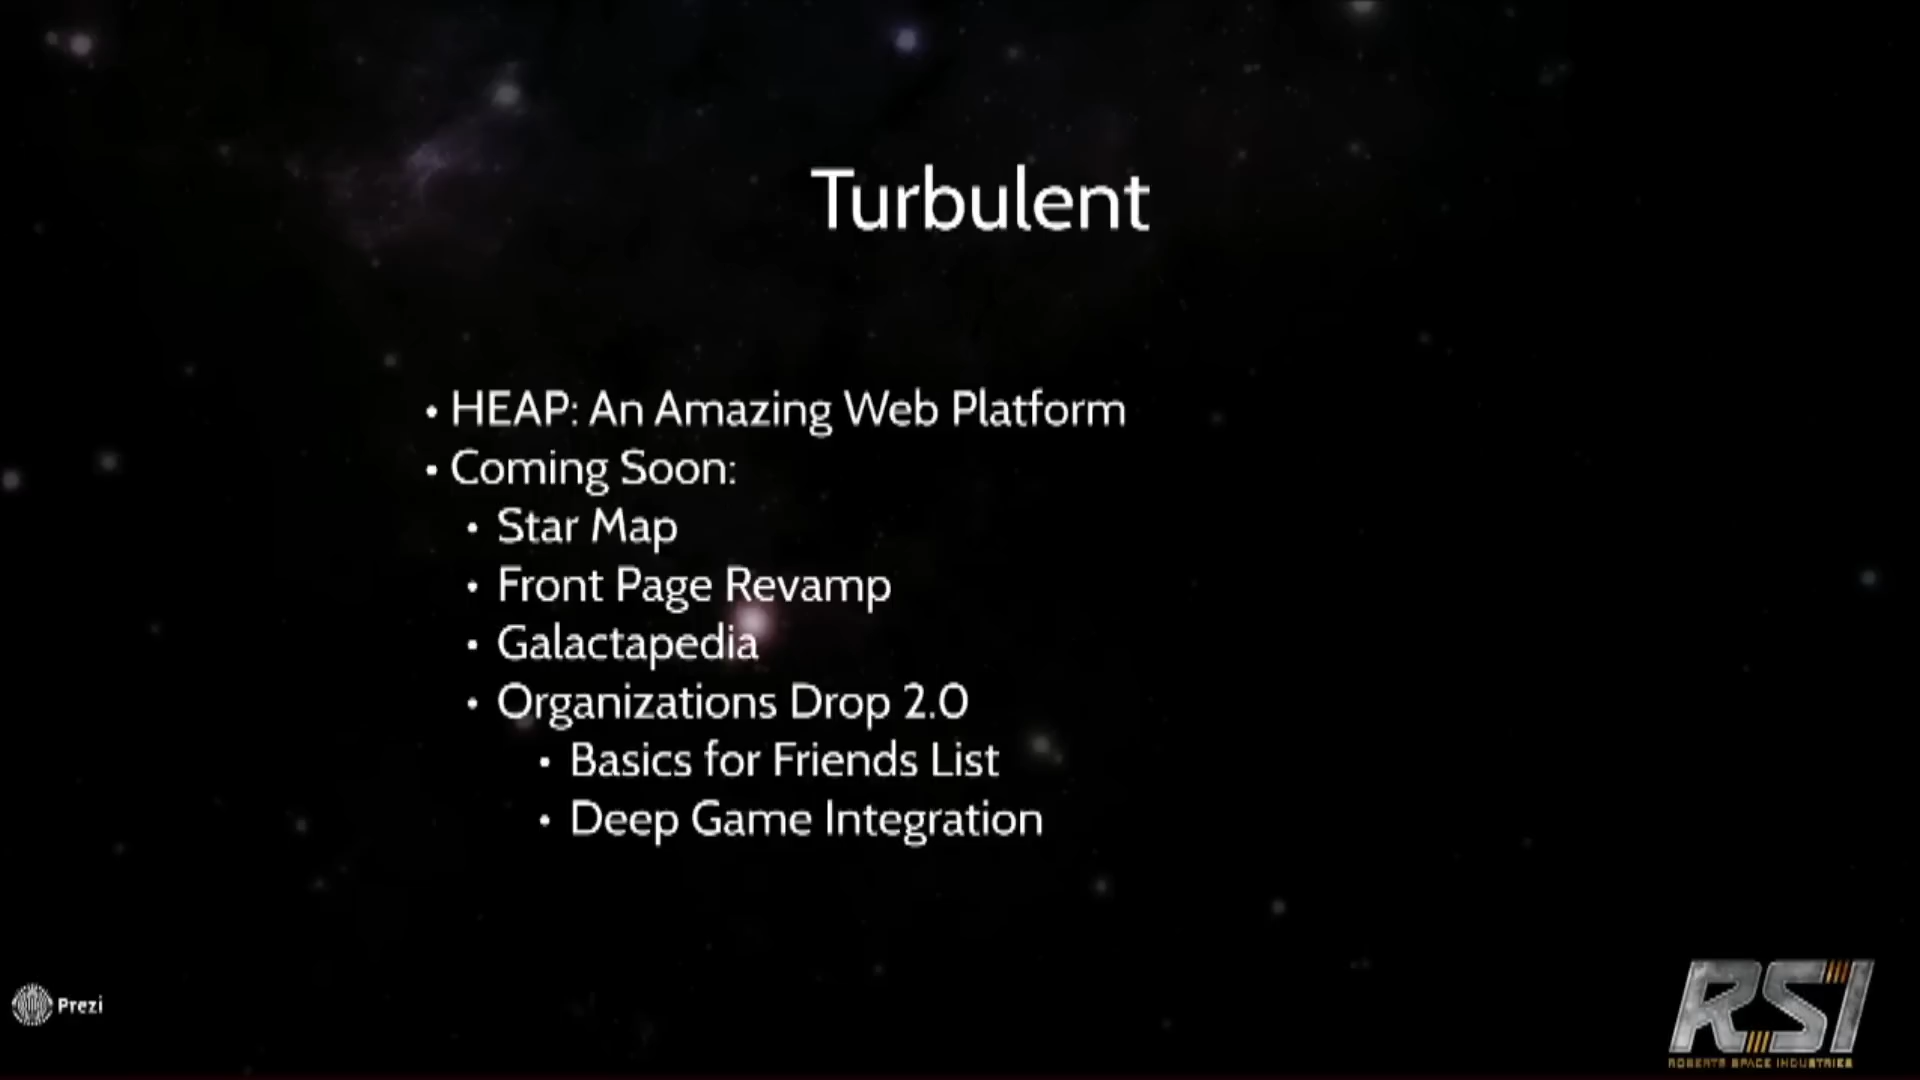 Turbulent
• HEAP: An Amazing Web Platform
• Coming Soon:
• Star Map
• Front Page Revamp
• Galactapedia
• Organizations Drop 2.0
• Basics for Friends List
• Deep Game Integration
Prezi
RSI
ROBERTS SPACE INDUSTRIES